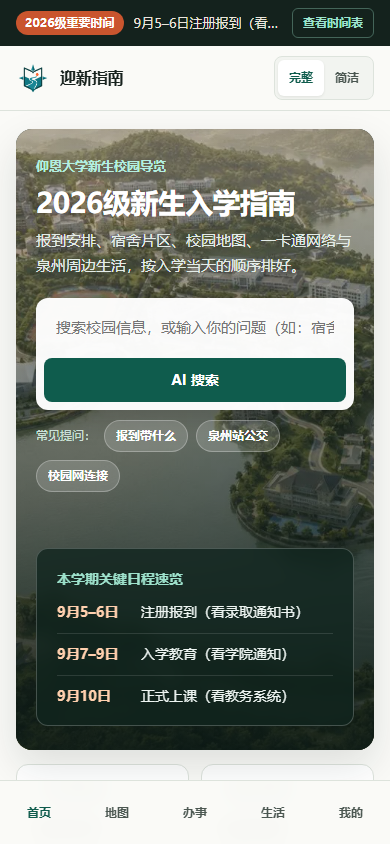 2026级重要时间 9月5–6日注册报到（看... 查看时间表
迎新指南 完整 简洁
仰恩大学新生校园导览
2026级新生入学指南
报到安排、宿舍片区、校园地图、一卡通网络与
泉州周边生活，按入学当天的顺序排好。
搜索校园信息，或输入你的问题（如：宿舍
AI 搜索
常见提问： 报到带什么 泉州站公交
校园网连接
本学期关键日程速览
9月5–6日 注册报到（看录取通知书）
9月7–9日 入学教育（看学院通知）
9月10日 正式上课（看教务系统）
首页 地图 办事 生活 我的